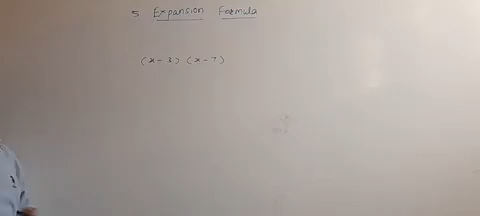 5 Expansion Formula
(x - 3) (x - 7)